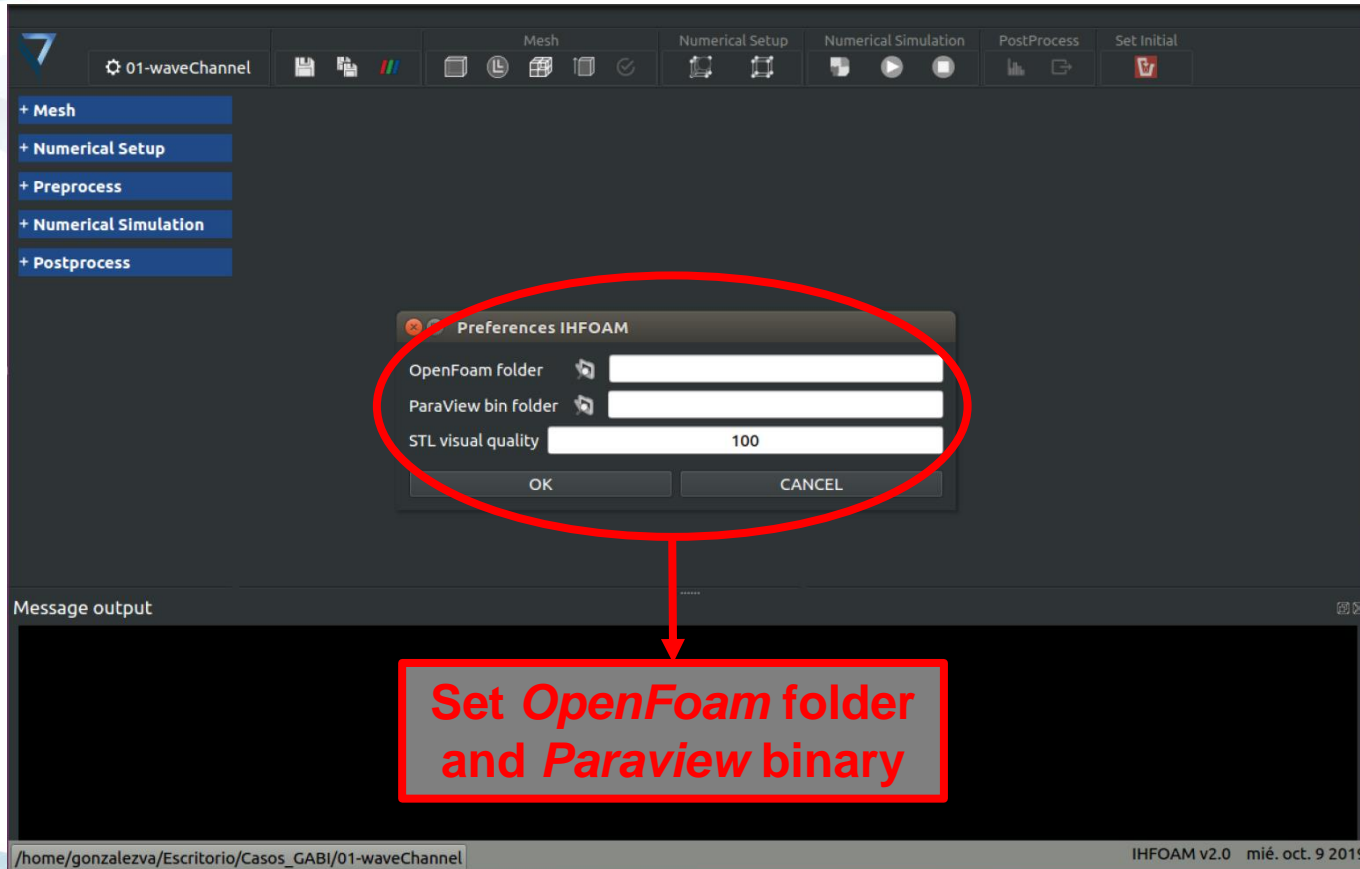 Mesh
Numerical Setup
Numerical Simulation
PostProcess
Set Initial
01-waveChannel
+ Mesh
+ Numerical Setup
+ Preprocess
+ Numerical Simulation
+ Postprocess
Preferences IHFOAM
OpenFoam folder
ParaView bin folder
STL visual quality 100
OK CANCEL
Message output
Set OpenFoam folder
and Paraview binary
/home/gonzalezva/Escritorio/Casos_GABI/01-waveChannel
IHFOAM v2.0 mié. oct. 9 2019